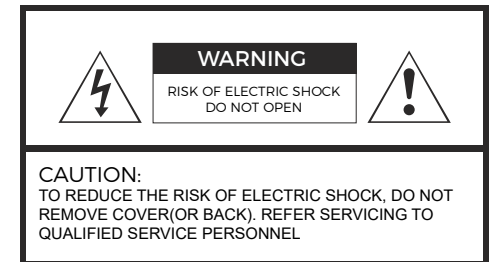 WARNING
RISK OF ELECTRIC SHOCK
DO NOT OPEN
CAUTION:
TO REDUCE THE RISK OF ELECTRIC SHOCK, DO NOT
REMOVE COVER(OR BACK). REFER SERVICING TO
QUALIFIED SERVICE PERSONNEL